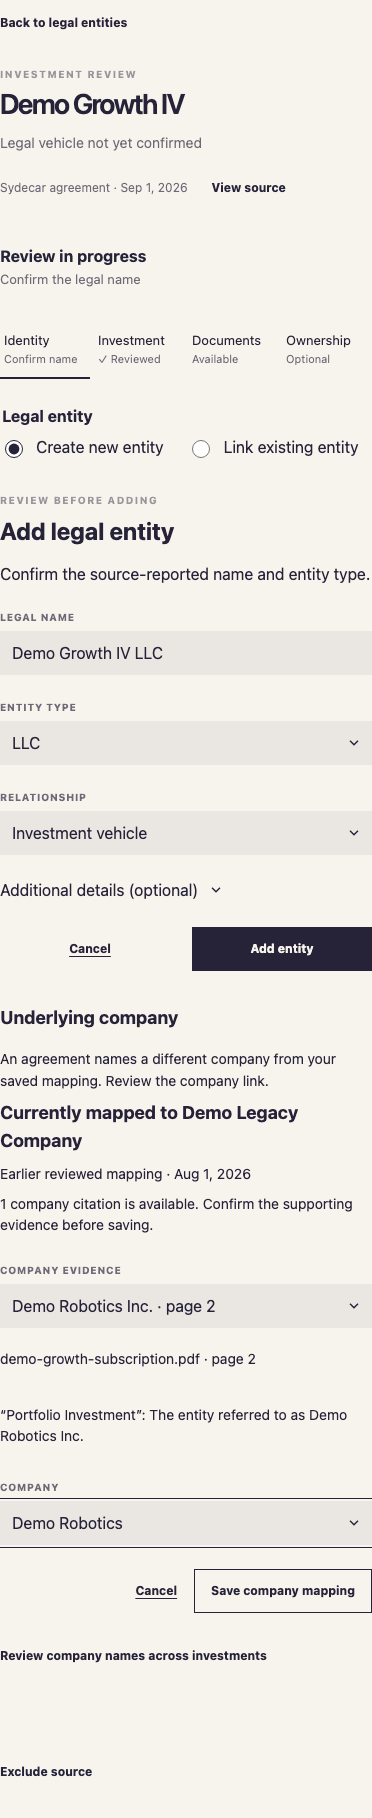 Back to legal entities
INVESTMENT REVIEW
Demo Growth IV
Legal vehicle not yet confirmed
Sydecar agreement · Sep 1, 2026 View source
Review in progress
Confirm the legal name
Identity Investment Documents Ownership
Confirm name ✓ Reviewed Available Optional
Legal entity
Create new entity Link existing entity
REVIEW BEFORE ADDING
Add legal entity
Confirm the source-reported name and entity type.
LEGAL NAME
Demo Growth IV LLC
ENTITY TYPE
LLC
RELATIONSHIP
Investment vehicle
Additional details (optional)
Cancel Add entity
Underlying company
An agreement names a different company from your
saved mapping. Review the company link.
Currently mapped to Demo Legacy
Company
Earlier reviewed mapping · Aug 1, 2026
1 company citation is available. Confirm the supporting
evidence before saving.
COMPANY EVIDENCE
Demo Robotics Inc. · page 2
demo-growth-subscription.pdf · page 2
“Portfolio Investment”: The entity referred to as Demo
Robotics Inc.
COMPANY
Demo Robotics
Cancel Save company mapping
Review company names across investments
Exclude source